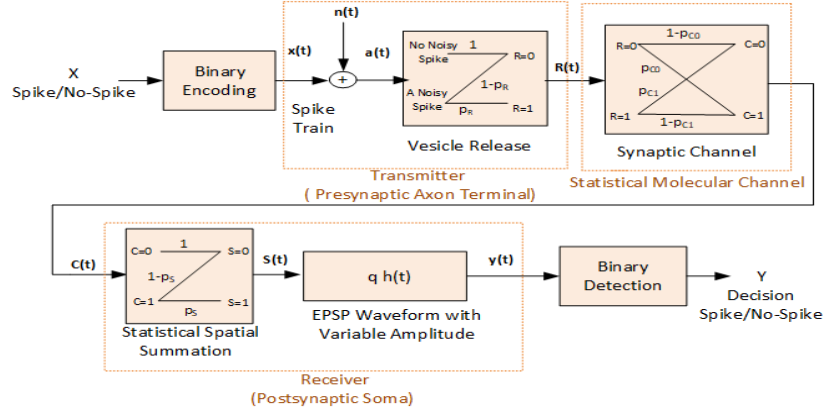 n(t)
X
Spike/No-Spike
Binary
Encoding
x(t)
+
a(t)
Spike
Train
No Noisy
Spike
1
R=0
1-pR
A Noisy
Spike
pR
R=1
Vesicle Release
R(t)
1-pC0
R=0
C=0
pC0
pC1
R=1
C=1
1-pC1
Synaptic Channel
Transmitter
( Presynaptic Axon Terminal)
Statistical Molecular Channel
C(t)
C=0
1
S=0
1-pS
C=1
pS
S=1
Statistical Spatial
Summation
S(t)
q h(t)
EPSP Waveform with
Variable Amplitude
y(t)
Binary
Detection
Y
Decision
Spike/No-Spike
Receiver
(Postsynaptic Soma)